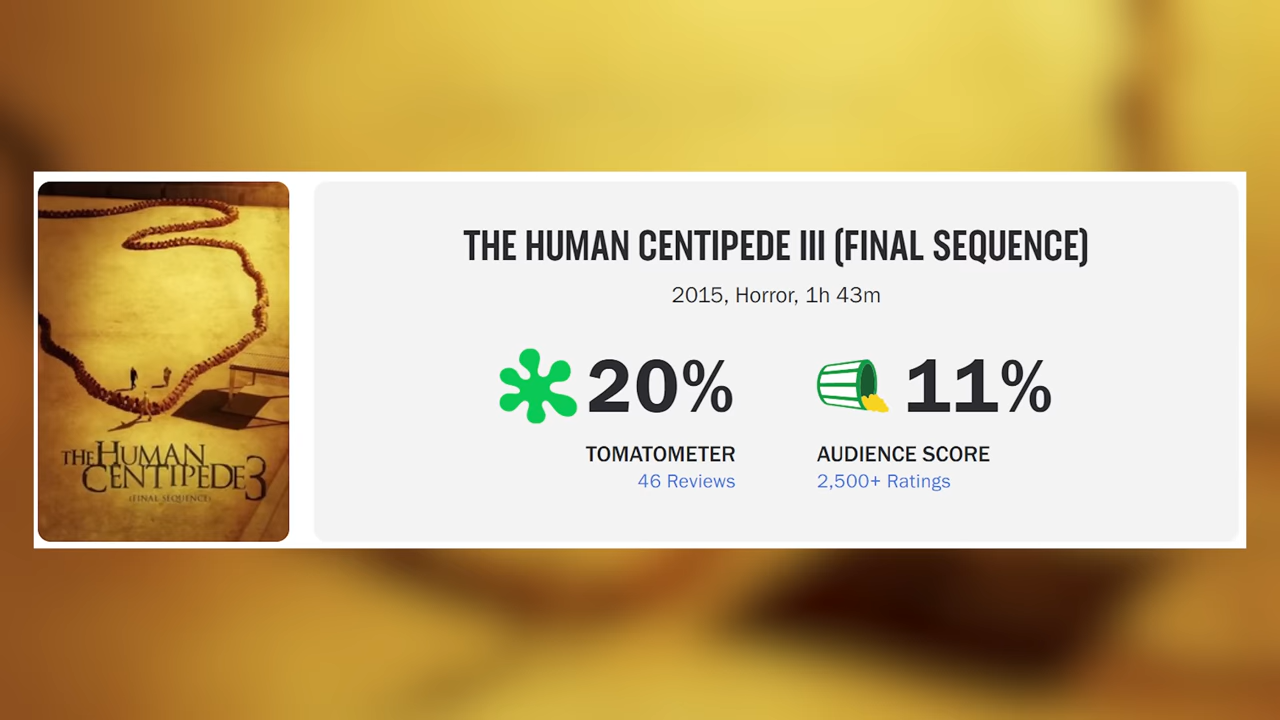 THE HUMAN
CENTIPEDE 3
(FINAL SEQUENCE)
THE HUMAN CENTIPEDE III (FINAL SEQUENCE)
2015, Horror, 1h 43m
20% 11%
TOMATOMETER AUDIENCE SCORE
46 Reviews 2,500+ Ratings